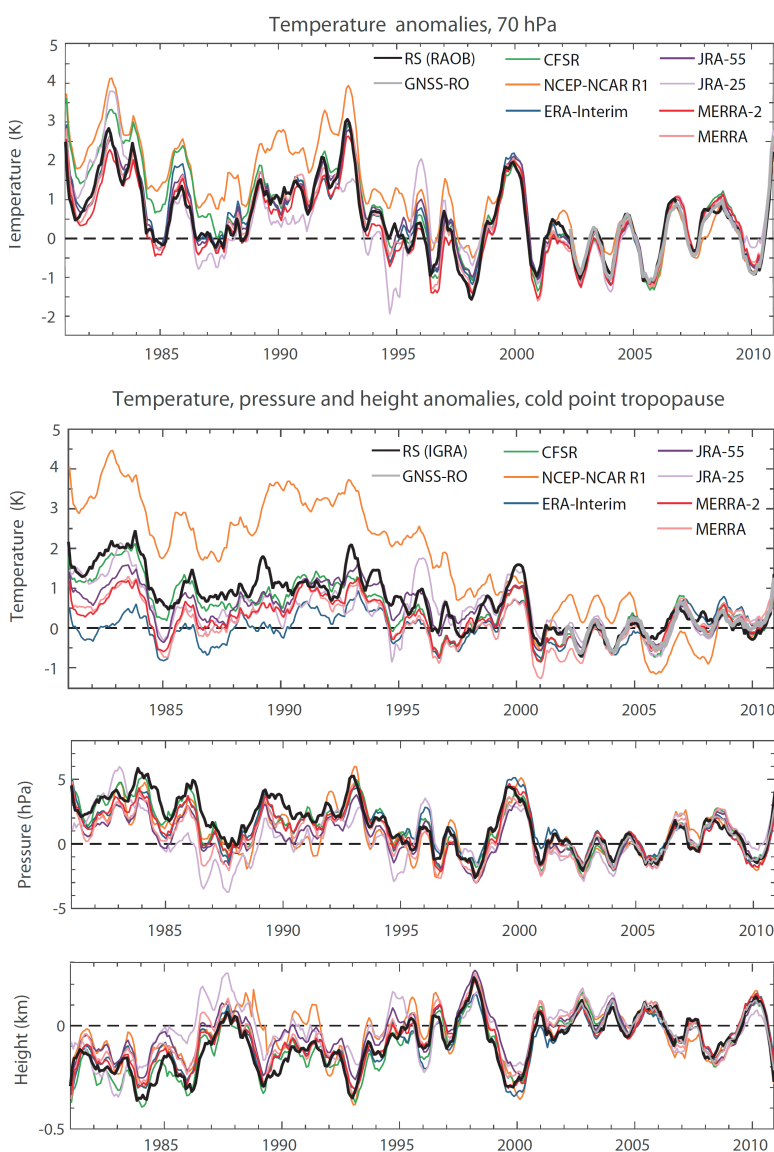 Temperature anomalies, 70 hPa
5
4
3
2
1
0
-1
-2
Temperature (K)
RS (RAOB)
GNSS-RO
CFSR
NCEP-NCAR R1
ERA-Interim
JRA-55
JRA-25
MERRA-2
MERRA
1985 1990 1995 2000 2005 2010
Temperature, pressure and height anomalies, cold point tropopause
5
4
3
2
1
0
-1
Temperature (K)
RS (IGRA)
GNSS-RO
CFSR
NCEP-NCAR R1
ERA-Interim
JRA-55
JRA-25
MERRA-2
MERRA
1985 1990 1995 2000 2005 2010
5
0
-5
Pressure (hPa)
1985 1990 1995 2000 2005 2010
0
-0.5
Height (km)
1985 1990 1995 2000 2005 2010